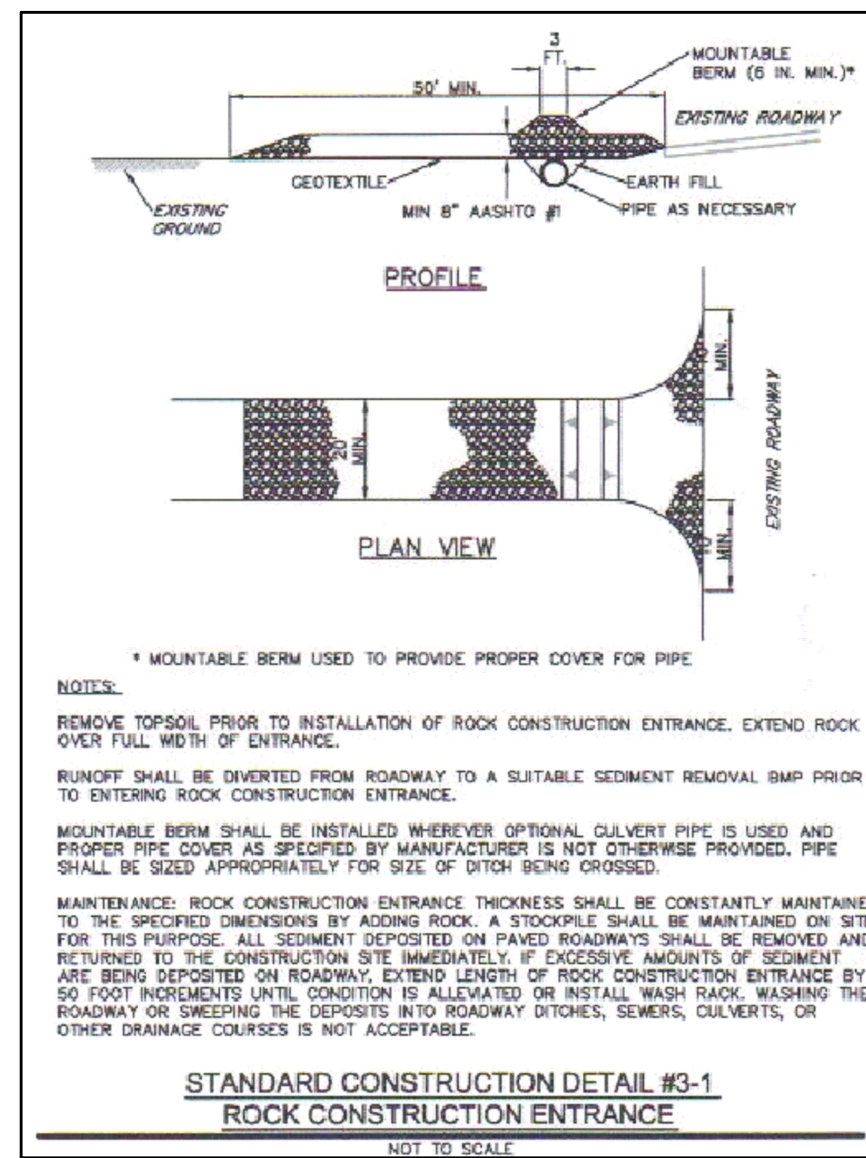 3
FT.
MOUNTABLE
BERM (6 IN. MIN.)*
50' MIN.
EXISTING ROADWAY
GEOTEXTILE
EARTH FILL
EXISTING
GROUND
MIN 8" AASHTO #1
PIPE AS NECESSARY
PROFILE
10'
MIN.
20'
MIN.
EXISTING ROADWAY
10'
MIN.
PLAN VIEW
* MOUNTABLE BERM USED TO PROVIDE PROPER COVER FOR PIPE
NOTES:
REMOVE TOPSOIL PRIOR TO INSTALLATION OF ROCK CONSTRUCTION ENTRANCE. EXTEND ROCK
OVER FULL WIDTH OF ENTRANCE.
RUNOFF SHALL BE DIVERTED FROM ROADWAY TO A SUITABLE SEDIMENT REMOVAL BMP PRIOR
TO ENTERING ROCK CONSTRUCTION ENTRANCE.
MOUNTABLE BERM SHALL BE INSTALLED WHEREVER OPTIONAL CULVERT PIPE IS USED AND
PROPER PIPE COVER AS SPECIFIED BY MANUFACTURER IS NOT OTHERWISE PROVIDED. PIPE
SHALL BE SIZED APPROPRIATELY FOR SIZE OF DITCH BEING CROSSED.
MAINTENANCE: ROCK CONSTRUCTION ENTRANCE THICKNESS SHALL BE CONSTANTLY MAINTAINE
TO THE SPECIFIED DIMENSIONS BY ADDING ROCK. A STOCKPILE SHALL BE MAINTAINED ON SITE
FOR THIS PURPOSE. ALL SEDIMENT DEPOSITED ON PAVED ROADWAYS SHALL BE REMOVED AND
RETURNED TO THE CONSTRUCTION SITE IMMEDIATELY. IF EXCESSIVE AMOUNTS OF SEDIMENT
ARE BEING DEPOSITED ON ROADWAY, EXTEND LENGTH OF ROCK CONSTRUCTION ENTRANCE BY
50 FOOT INCREMENTS UNTIL CONDITION IS ALLEVIATED OR INSTALL WASH RACK. WASHING THE
ROADWAY OR SWEEPING THE DEPOSITS INTO ROADWAY DITCHES, SEWERS, CULVERTS, OR
OTHER DRAINAGE COURSES IS NOT ACCEPTABLE.
STANDARD CONSTRUCTION DETAIL #3-1
ROCK CONSTRUCTION ENTRANCE
NOT TO SCALE